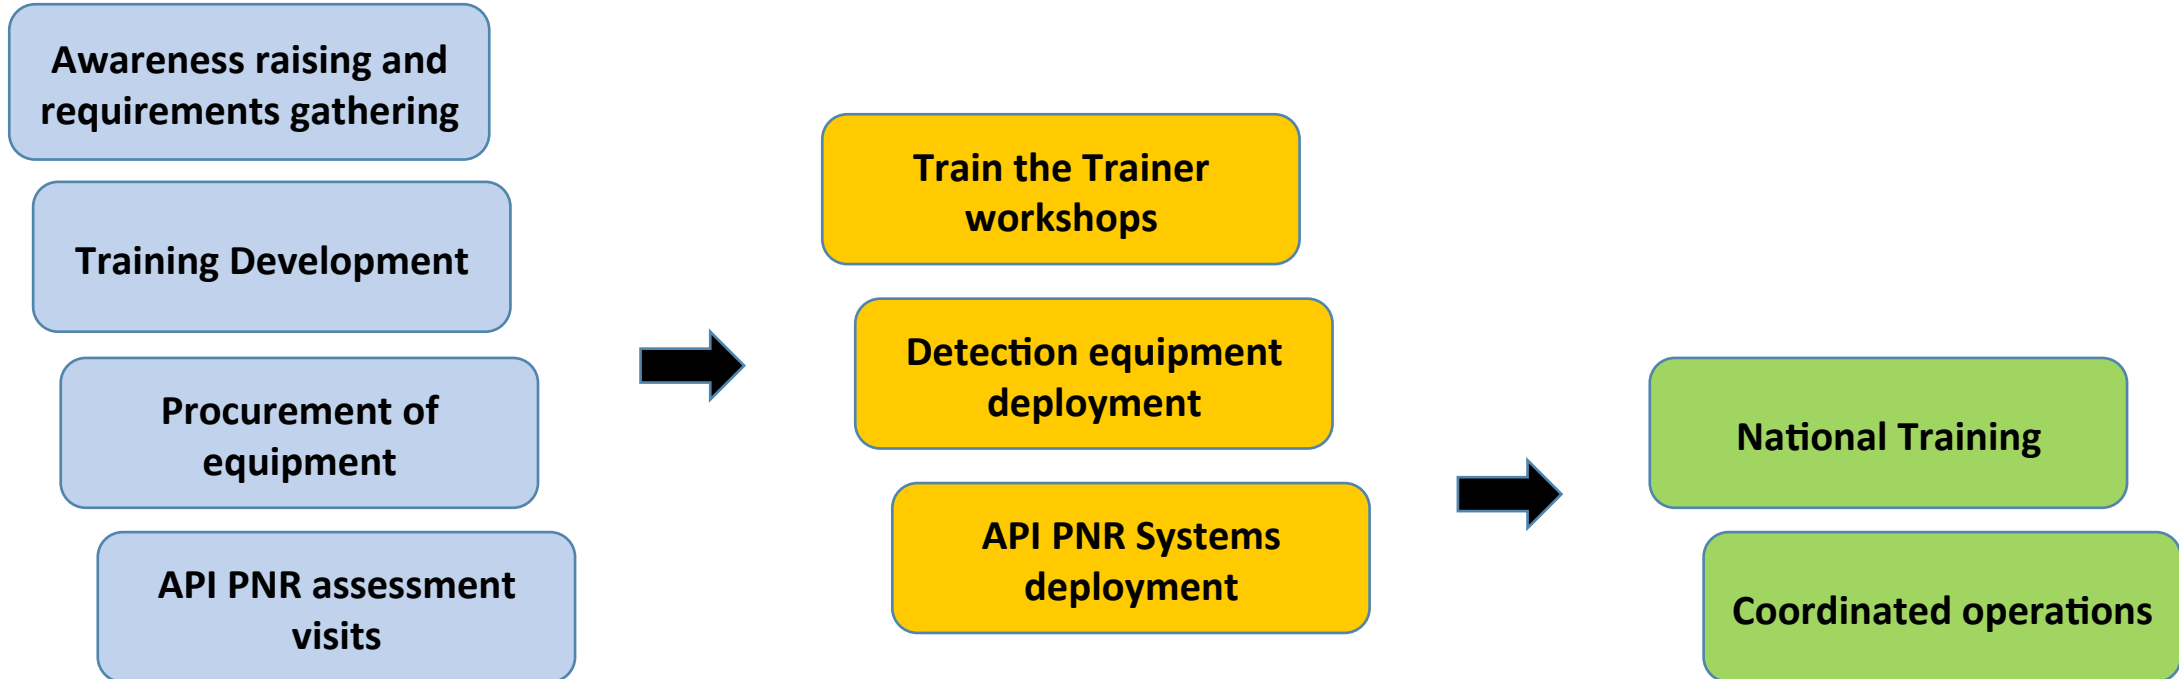 Awareness raising and
requirements gathering
Training Development
Procurement of
equipment
API PNR assessment
visits
Train the Trainer
workshops
Detection equipment
deployment
API PNR Systems
deployment
National Training
Coordinated operations